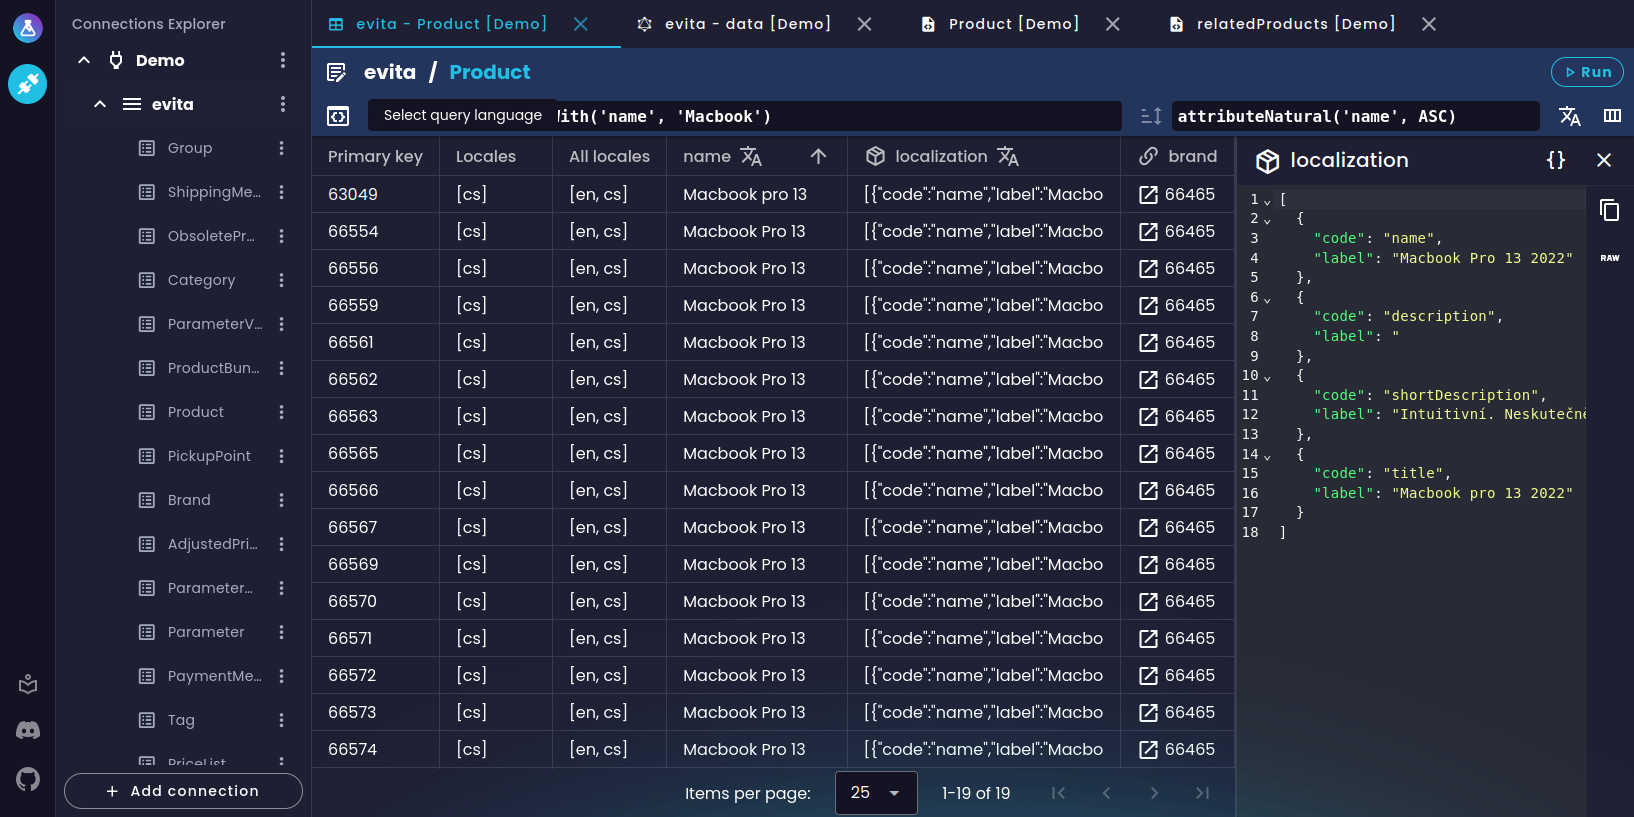 Connections Explorer
Demo
evita
Group
ShippingMe...
ObsoletePr...
Category
ParameterV...
ProductBun...
Product
PickupPoint
Brand
AdjustedPri...
Parameter...
Parameter
PaymentMe...
Tag
PriceList
+ Add connection
evita - Product [Demo]
evita - data [Demo]
Product [Demo]
relatedProducts [Demo]
evita / Product
Run
Select query language
ith('name', 'Macbook')
attributeNatural('name', ASC)
Primary key Locales All locales name localization brand
63049 [cs] [en, cs] Macbook pro 13 [{"code":"name","label":"Macbo 66465
66554 [cs] [en, cs] Macbook Pro 13 [{"code":"name","label":"Macbo 66465
66556 [cs] [en, cs] Macbook Pro 13 [{"code":"name","label":"Macbo 66465
66559 [cs] [en, cs] Macbook Pro 13 [{"code":"name","label":"Macbo 66465
66561 [cs] [en, cs] Macbook Pro 13 [{"code":"name","label":"Macbo 66465
66562 [cs] [en, cs] Macbook Pro 13 [{"code":"name","label":"Macbo 66465
66563 [cs] [en, cs] Macbook Pro 13 [{"code":"name","label":"Macbo 66465
66565 [cs] [en, cs] Macbook Pro 13 [{"code":"name","label":"Macbo 66465
66566 [cs] [en, cs] Macbook Pro 13 [{"code":"name","label":"Macbo 66465
66567 [cs] [en, cs] Macbook Pro 13 [{"code":"name","label":"Macbo 66465
66569 [cs] [en, cs] Macbook Pro 13 [{"code":"name","label":"Macbo 66465
66570 [cs] [en, cs] Macbook Pro 13 [{"code":"name","label":"Macbo 66465
66571 [cs] [en, cs] Macbook Pro 13 [{"code":"name","label":"Macbo 66465
66572 [cs] [en, cs] Macbook Pro 13 [{"code":"name","label":"Macbo 66465
66573 [cs] [en, cs] Macbook Pro 13 [{"code":"name","label":"Macbo 66465
66574 [cs] [en, cs] Macbook Pro 13 [{"code":"name","label":"Macbo 66465
Items per page: 25 1-19 of 19
localization {}
RAW
1 [
2 {
3 "code": "name",
4 "label": "Macbook Pro 13 2022"
5 },
6 {
7 "code": "description",
8 "label": "
9 },
10 {
11 "code": "shortDescription",
12 "label": "Intuitivní. Neskutečně
13 },
14 {
15 "code": "title",
16 "label": "Macbook pro 13 2022"
17 }
18 ]